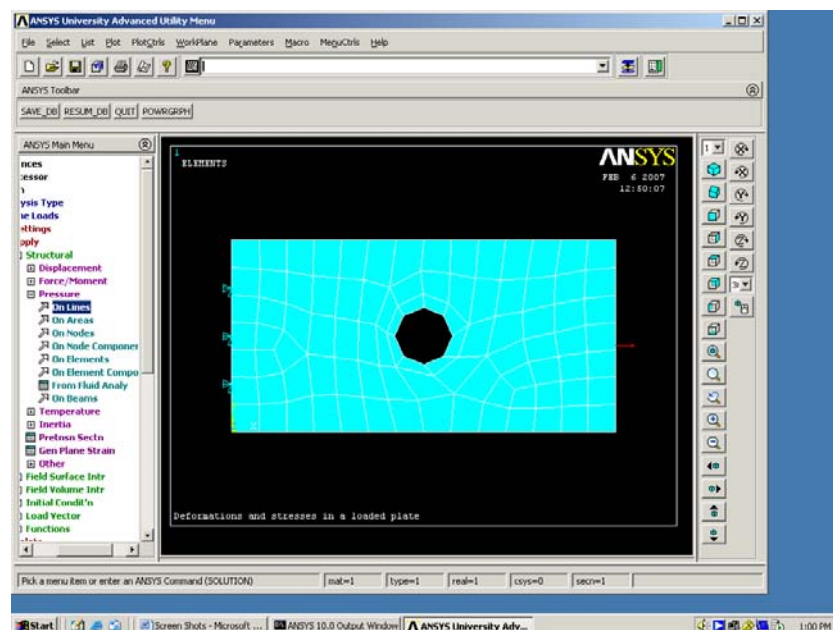 ANSYS University Advanced Utility Menu
File Select List Plot PlotCtrls WorkPlane Parameters Macro MenuCtrls Help
ANSYS Toolbar
SAVE_DB RESUM_DB QUIT POWRGRPH
ANSYS Main Menu
nces
cessor
n
ysis Type
ne Loads
ettings
pply
Structural
Displacement
Force/Moment
Pressure
On Lines
On Areas
On Nodes
On Node Componen
On Elements
On Element Compo
From Fluid Analy
On Beams
Temperature
Inertia
Pretnsn Sectn
Gen Plane Strain
Other
Field Surface Intr
Field Volume Intr
Initial Condit'n
Load Vector
Functions
1
ELEMENTS
ANSYS
FEB 6 2007
12:50:07
X
Deformations and stresses in a loaded plate
1
3
Pick a menu item or enter an ANSYS Command (SOLUTION) mat=1 type=1 real=1 csys=0 secn=1
Start Screen Shots - Microsoft ... ANSYS 10.0 Output Window ANSYS University Adv... 1:00 PM